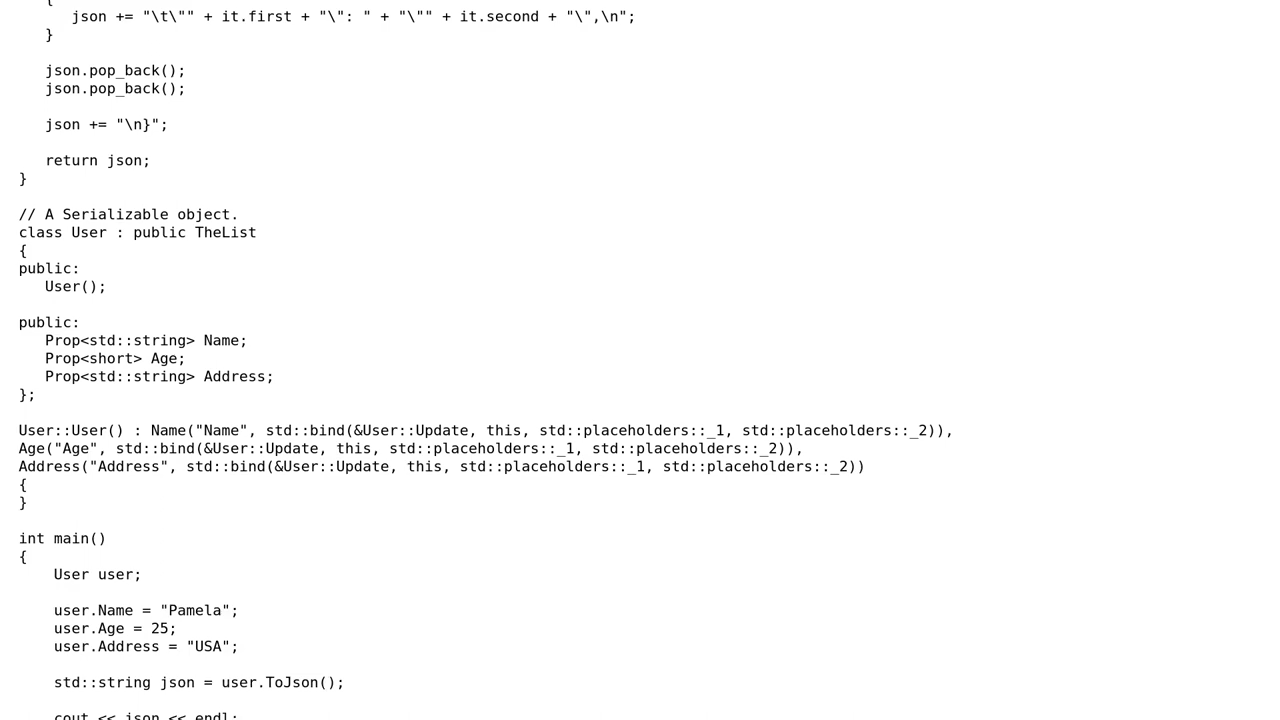 {
json += "\t\"" + it.first + "\": " + "\"" + it.second + "\",\n";
}
json.pop_back();
json.pop_back();
json += "\n}";
return json;
}
// A Serializable object.
class User : public TheList
{
public:
User();
public:
Prop<std::string> Name;
Prop<short> Age;
Prop<std::string> Address;
};
User::User() : Name("Name", std::bind(&User::Update, this, std::placeholders::_1, std::placeholders::_2)),
Age("Age", std::bind(&User::Update, this, std::placeholders::_1, std::placeholders::_2)),
Address("Address", std::bind(&User::Update, this, std::placeholders::_1, std::placeholders::_2))
{
}
int main()
{
User user;
user.Name = "Pamela";
user.Age = 25;
user.Address = "USA";
std::string json = user.ToJson();
cout << json << endl;